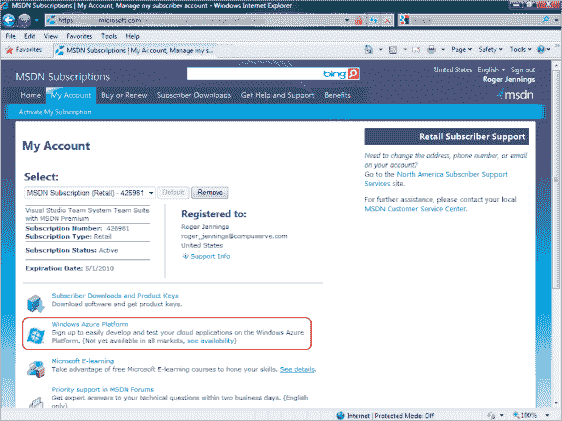 MSDN Subscriptions | My Account, Manage my subscriber account - Windows Internet Explorer
https microsoft.com
File Edit View Favorites Tools Help
Favorites MSDN Subscriptions | My Account, Manage my s...
Page Safety Tools
MSDN Subscriptions
bing
United States English Sign out
Roger Jennings
msdn
Home My Account Buy or Renew Subscriber Downloads Get Help and Support Benefits
Activate My Subscription
My Account
Select:
MSDN Subscription (Retail) - 426981 Default Remove
Visual Studio Team System Team Suite
with MSDN Premium
Subscription Number: 426981
Subscription Type: Retail
Subscription Status: Active
Expiration Date: 5/1/2010
Registered to:
Roger Jennings
roger_jennings@compuserve.com
United States
Support Info
Subscriber Downloads and Product Keys
Download software and get product keys.
Windows Azure Platform
Sign up to easily develop and test your cloud applications on the Windows Azure
Platform. (Not yet available in all markets, see availability)
Microsoft E-learning
Take advantage of free Microsoft E-learning courses to hone your skills. See details.
Priority support in MSDN Forums
Get expert answers to your technical questions within two business days. (English
only)
Retail Subscriber Support
Need to change the address, phone number, or email
on your account?
Go to the North America Subscriber Support
Services site.
For further assistance, please contact your local
MSDN Customer Service Center.
Internet | Protected Mode: Off 100%